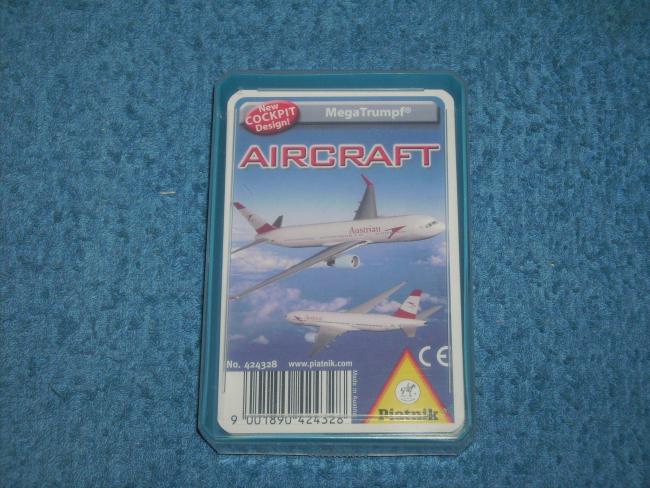 New
COCKPIT
Design!
MegaTrumpf®
AIRCRAFT
Austrian
Austrian
No. 424328 www.piatnik.com
CE
Made in Austria
Piatnik
9 001890 424328